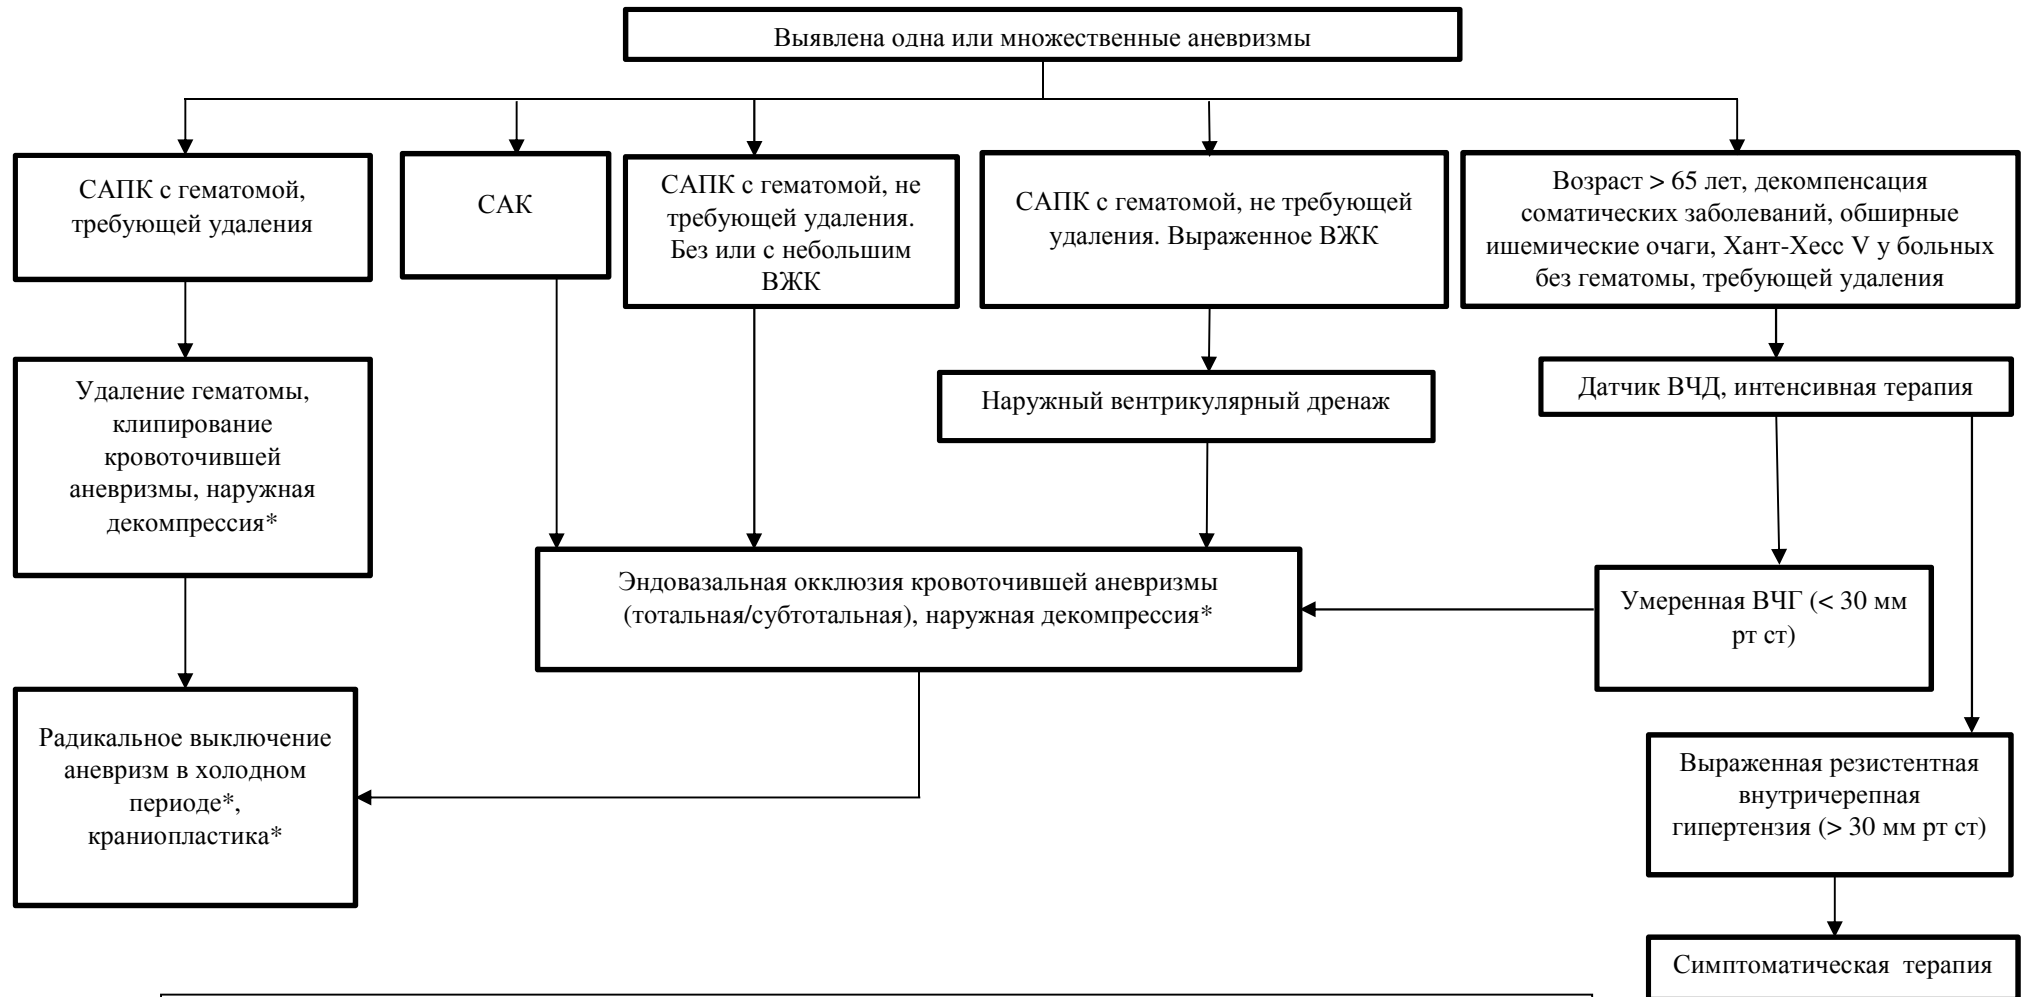 Выявлена одна или множественные аневризмы
САПК с гематомой,
требующей удаления
САК
САПК с гематомой, не
требующей удаления.
Без или с небольшим
ВЖК
САПК с гематомой, не требующей
удаления. Выраженное ВЖК
Возраст > 65 лет, декомпенсация
соматических заболеваний, обширные
ишемические очаги, Хант-Хесс V у больных
без гематомы, требующей удаления
Удаление гематомы,
клипирование
кровоточившей
аневризмы, наружная
декомпрессия*
Наружный вентрикулярный дренаж
Датчик ВЧД, интенсивная терапия
Эндовазальная окклюзия кровоточившей аневризмы
(тотальная/субтотальная), наружная декомпрессия*
Умеренная ВЧГ (< 30 мм
рт ст)
Радикальное выключение
аневризм в холодном
периоде*,
краниопластика*
Выраженная резистентная
внутричерепная
гипертензия (> 30 мм рт ст)
Симптоматическая терапия